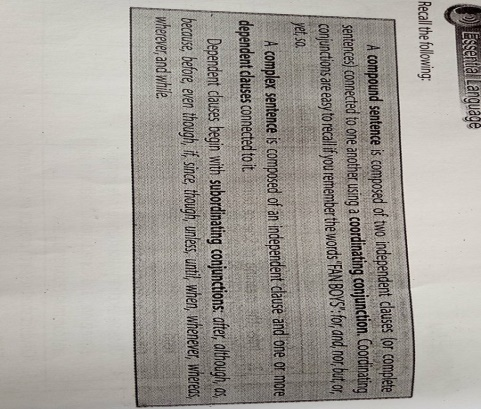 Essential Language
Recall the following:
A compound sentence is composed of two independent clauses (or complete
sentences) connected to one another using a coordinating conjunction. Coordinating
conjunctions are easy to recall if you remember the words "FAN BOYS": for, and, nor, but, or,
yet, so.
A complex sentence is composed of an independent clause and one or more
dependent clauses connected to it.
Dependent clauses begin with subordinating conjunctions: after, although, as,
because, before, even though, if, since, though, unless, until, when, whenever, whereas,
wherever, and while.